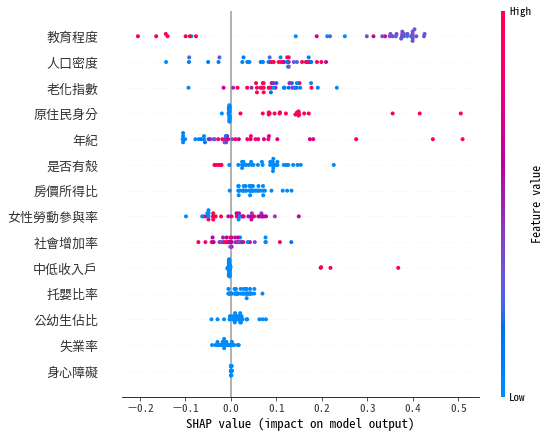 High
教育程度
人口密度
老化指數
原住民身分
年紀
是否有殼
房價所得比
女性勞動參與率
社會增加率
中低收入戶
托嬰比率
公幼生佔比
失業率
身心障礙
Feature value
Low
−0.2 −0.1 0.0 0.1 0.2 0.3 0.4 0.5
SHAP value (impact on model output)